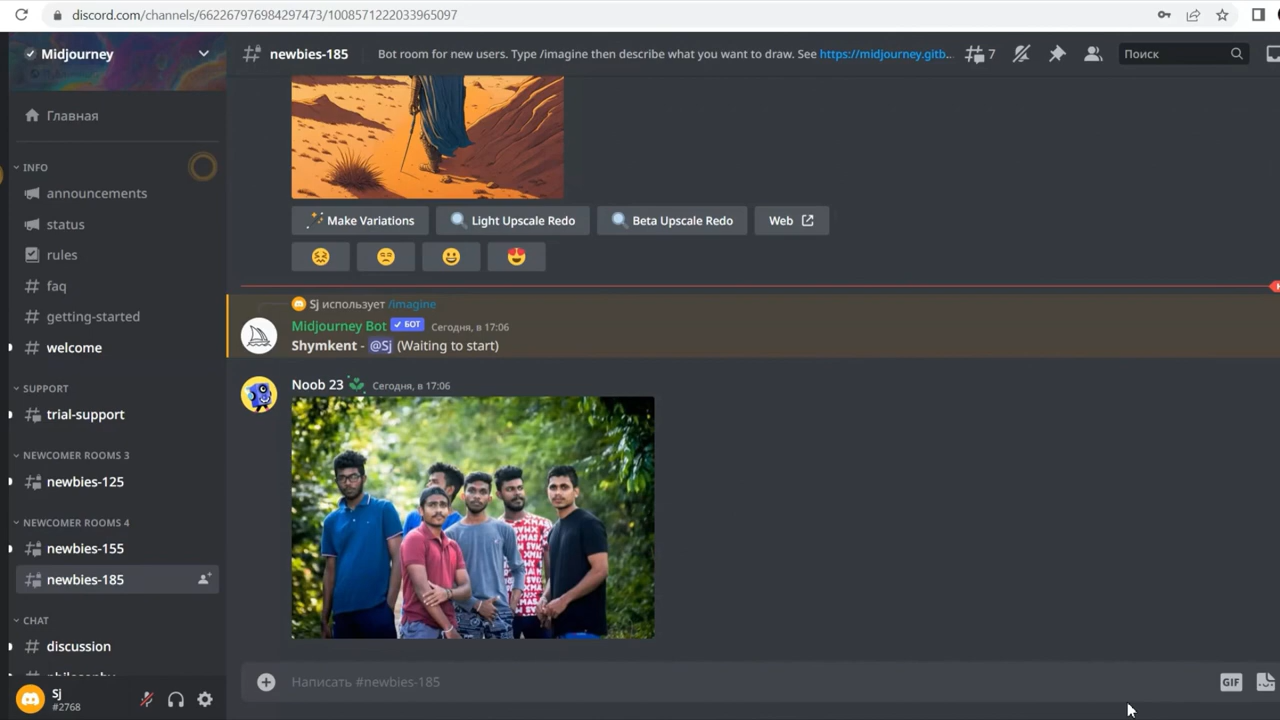 discord.com/channels/662267976984297473/1008571222033965097
Midjourney
newbies-185
Bot room for new users. Type /imagine then describe what you want to draw. See https://midjourney.gitb...
7
Поиск
Главная
INFO
announcements
status
rules
faq
getting-started
welcome
SUPPORT
trial-support
NEWCOMER ROOMS 3
newbies-125
NEWCOMER ROOMS 4
newbies-155
newbies-185
CHAT
discussion
philosophy
Sj
#2768
Make Variations
Light Upscale Redo
Beta Upscale Redo
Web
Sj использует /imagine
Midjourney Bot БОТ Сегодня, в 17:06
Shymkent - @Sj (Waiting to start)
Noob 23 Сегодня, в 17:06
XMAS
Написать #newbies-185
GIF